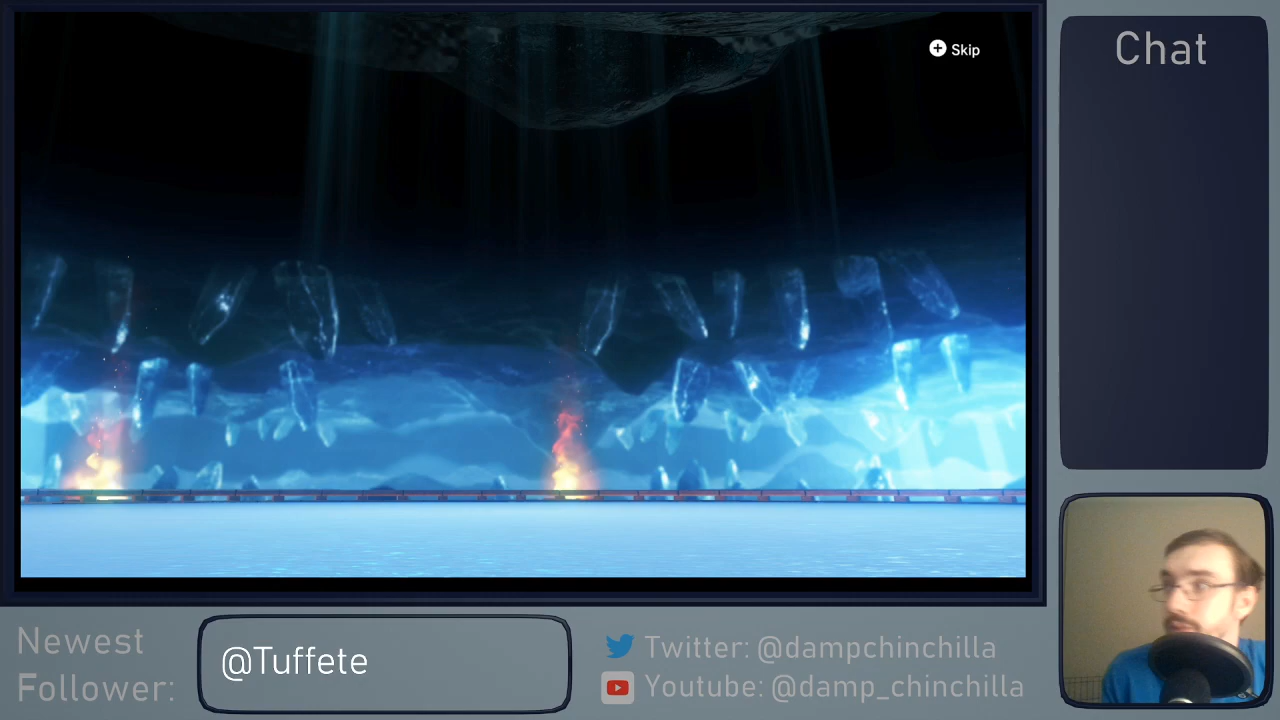 Skip
Chat
Newest
Follower:
@Tuffete
Twitter: @dampchinchilla
Youtube: @damp_chinchilla